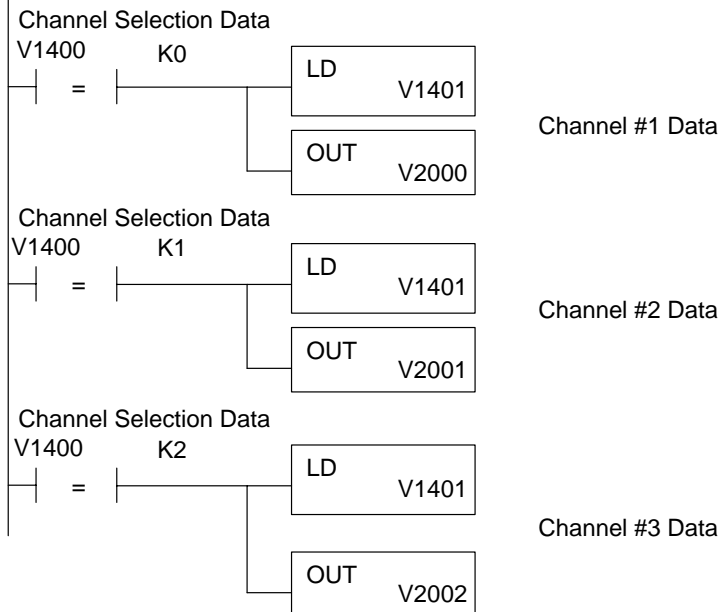 Channel Selection Data
V1400 K0
=
LD
V1401
Channel #1 Data
OUT
V2000
Channel Selection Data
V1400 K1
=
LD
V1401
Channel #2 Data
OUT
V2001
Channel Selection Data
V1400 K2
=
LD
V1401
Channel #3 Data
OUT
V2002